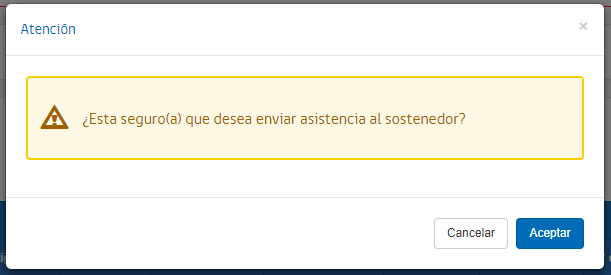 Atención
×
¿Esta seguro(a) que desea enviar asistencia al sostenedor?
Cancelar
Aceptar